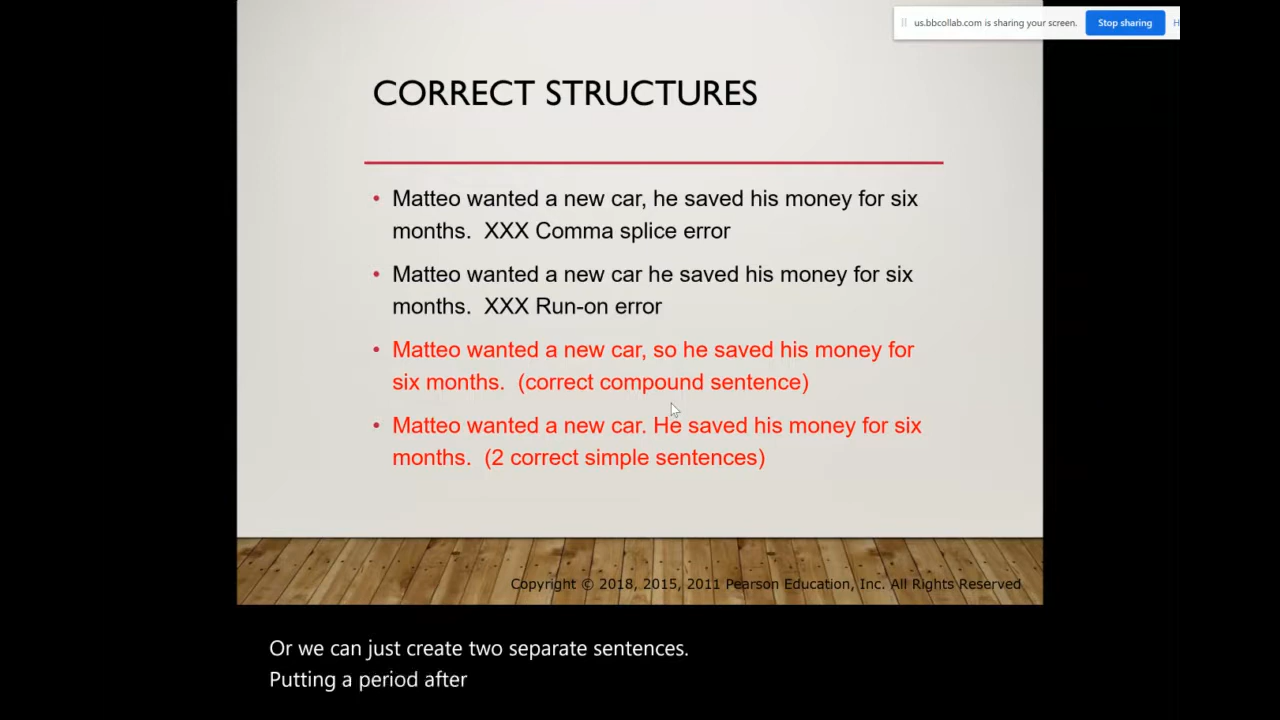 us.bbcollab.com is sharing your screen.
Stop sharing
H
CORRECT STRUCTURES
• Matteo wanted a new car, he saved his money for six
months.  XXX Comma splice error
• Matteo wanted a new car he saved his money for six
months.  XXX Run-on error
• Matteo wanted a new car, so he saved his money for
six months.  (correct compound sentence)
• Matteo wanted a new car. He saved his money for six
months.  (2 correct simple sentences)
Copyright © 2018, 2015, 2011 Pearson Education, Inc. All Rights Reserved
Or we can just create two separate sentences.
Putting a period after